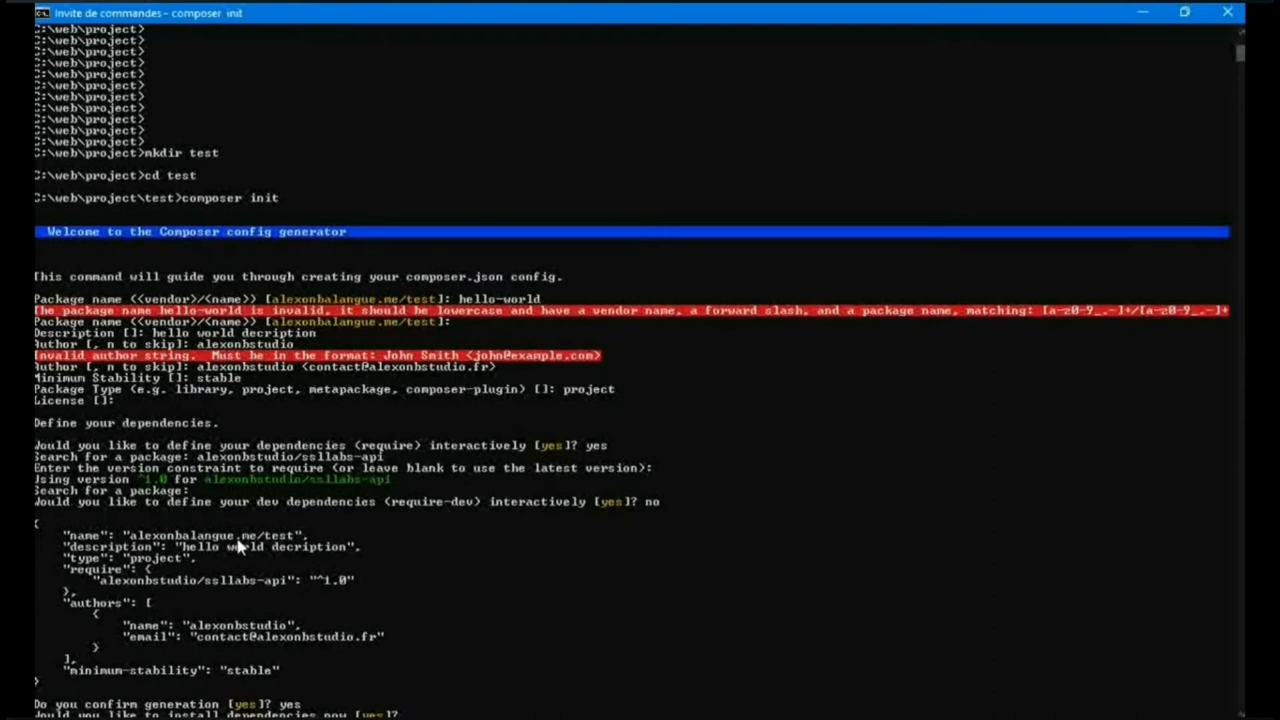 Invite de commandes - composer init
C:\web\project>
C:\web\project>
C:\web\project>
C:\web\project>
C:\web\project>
C:\web\project>
C:\web\project>
C:\web\project>
C:\web\project>
C:\web\project>
C:\web\project>
C:\web\project>mkdir test
C:\web\project>cd test
C:\web\project\test>composer init
Welcome to the Composer config generator
This command will guide you through creating your composer.json config.
Package name (<vendor>/<name>) [alexonbalangue.me/test]: hello-world
The package name hello-world is invalid, it should be lowercase and have a vendor name, a forward slash, and a package name, matching: [a-z0-9_.-]+/[a-z0-9_.-]+
Package name (<vendor>/<name>) [alexonbalangue.me/test]:
Description []: hello world decription
Author [, n to skip]: alexonbstudio
Invalid author string.  Must be in the format: John Smith <john@example.com>
Author [, n to skip]: alexonbstudio <contact@alexonbstudio.fr>
Minimum Stability []: stable
Package Type (e.g. library, project, metapackage, composer-plugin) []: project
License []:
Define your dependencies.
Would you like to define your dependencies (require) interactively [yes]? yes
Search for a package: alexonbstudio/ssllabs-api
Enter the version constraint to require (or leave blank to use the latest version):
Using version ^1.0 for alexonbstudio/ssllabs-api
Search for a package:
Would you like to define your dev dependencies (require-dev) interactively [yes]? no
{
"name": "alexonbalangue.me/test",
"description": "hello world decription",
"type": "project",
"require": {
"alexonbstudio/ssllabs-api": "^1.0"
},
"authors": [
{
"name": "alexonbstudio",
"email": "contact@alexonbstudio.fr"
}
],
"minimum-stability": "stable"
}
Do you confirm generation [yes]? yes
Would you like to install dependencies now [yes]?